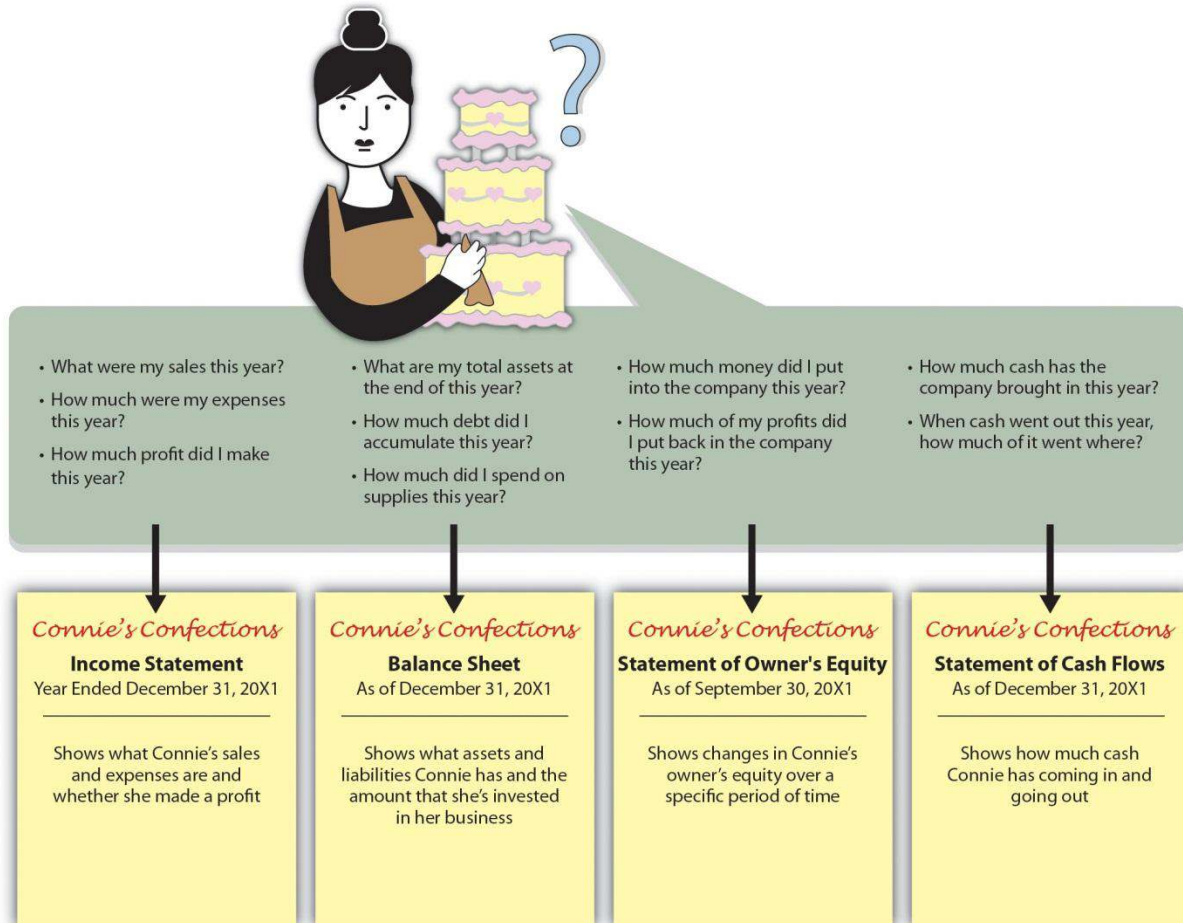 ?
• What were my sales this year?
• How much were my expenses
this year?
• How much profit did I make
this year?
• What are my total assets at
the end of this year?
• How much debt did I
accumulate this year?
• How much did I spend on
supplies this year?
• How much money did I put
into the company this year?
• How much of my profits did
I put back in the company
this year?
• How much cash has the
company brought in this year?
• When cash went out this year,
how much of it went where?
Connie's Confections
Income Statement
Year Ended December 31, 20X1
Shows what Connie's sales
and expenses are and
whether she made a profit
Connie's Confections
Balance Sheet
As of December 31, 20X1
Shows what assets and
liabilities Connie has and the
amount that she's invested
in her business
Connie's Confections
Statement of Owner's Equity
As of September 30, 20X1
Shows changes in Connie's
owner's equity over a
specific period of time
Connie's Confections
Statement of Cash Flows
As of December 31, 20X1
Shows how much cash
Connie has coming in and
going out